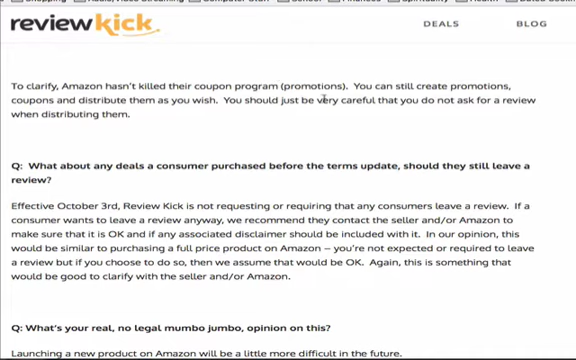 reviewkick
DEALS
BLOG
To clarify, Amazon hasn't killed their coupon program (promotions). You can still create promotions,
coupons and distribute them as you wish. You should just be very careful that you do not ask for a review
when distributing them.
Q: What about any deals a consumer purchased before the terms update, should they still leave a
review?
Effective October 3rd, Review Kick is not requesting or requiring that any consumers leave a review. If a
consumer wants to leave a review anyway, we recommend they contact the seller and/or Amazon to
make sure that it is OK and if any associated disclaimer should be included with it. In our opinion, this
would be similar to purchasing a full price product on Amazon – you're not expected or required to leave
a review but if you choose to do so, then we assume that would be OK. Again, this is something that
would be good to clarify with the seller and/or Amazon.
Q: What's your real, no legal mumbo jumbo, opinion on this?
Launching a new product on Amazon will be a little more difficult in the future.